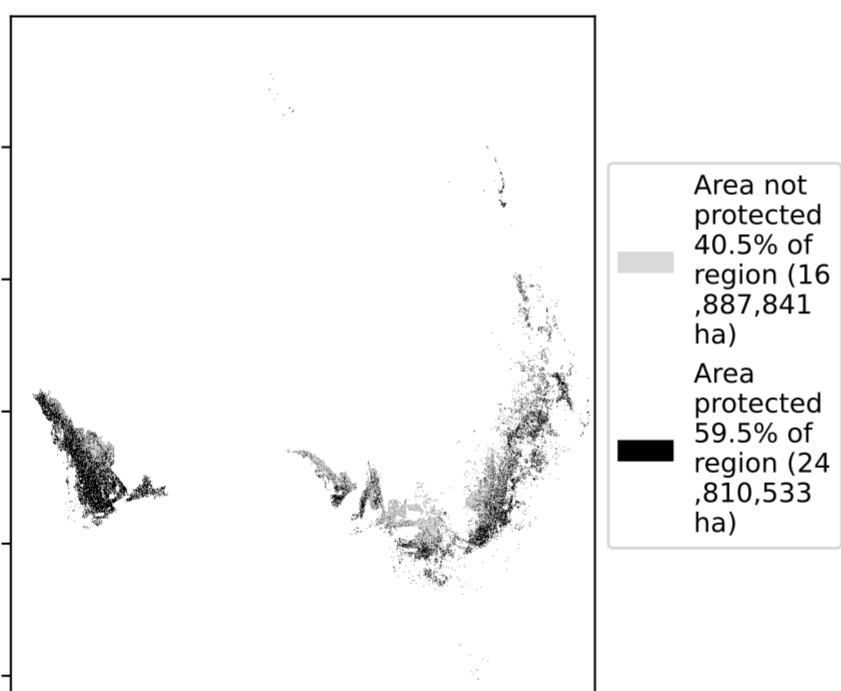 Area not
protected
40.5% of
region (16
,887,841
ha)
Area
protected
59.5% of
region (24
,810,533
ha)